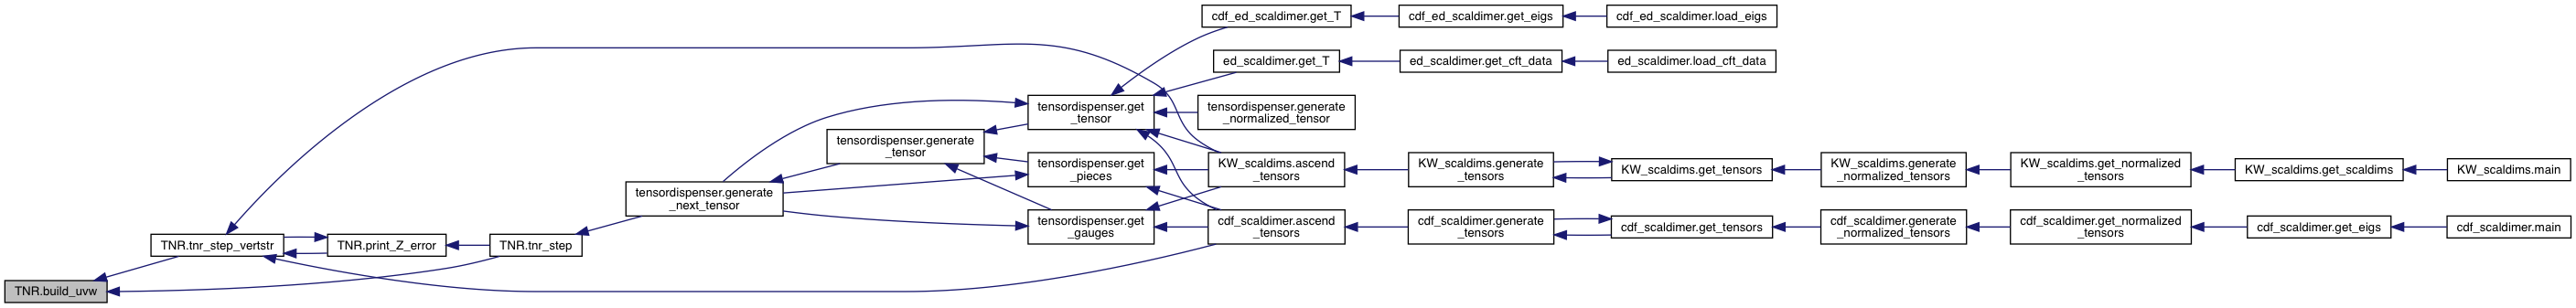 cdf_ed_scaldimer.get_T
cdf_ed_scaldimer.get_eigs
cdf_ed_scaldimer.load_eigs
ed_scaldimer.get_T
ed_scaldimer.get_cft_data
ed_scaldimer.load_cft_data
tensordispenser.get
_tensor
tensordispenser.generate
_normalized_tensor
tensordispenser.generate
_tensor
tensordispenser.get
_pieces
KW_scaldims.ascend
_tensors
KW_scaldims.generate
_tensors
KW_scaldims.get_tensors
KW_scaldims.generate
_normalized_tensors
KW_scaldims.get_normalized
_tensors
KW_scaldims.get_scaldims
KW_scaldims.main
tensordispenser.generate
_next_tensor
tensordispenser.get
_gauges
cdf_scaldimer.ascend
_tensors
cdf_scaldimer.generate
_tensors
cdf_scaldimer.get_tensors
cdf_scaldimer.generate
_normalized_tensors
cdf_scaldimer.get_normalized
_tensors
cdf_scaldimer.get_eigs
cdf_scaldimer.main
TNR.tnr_step_vertstr
TNR.print_Z_error
TNR.tnr_step
TNR.build_uvw